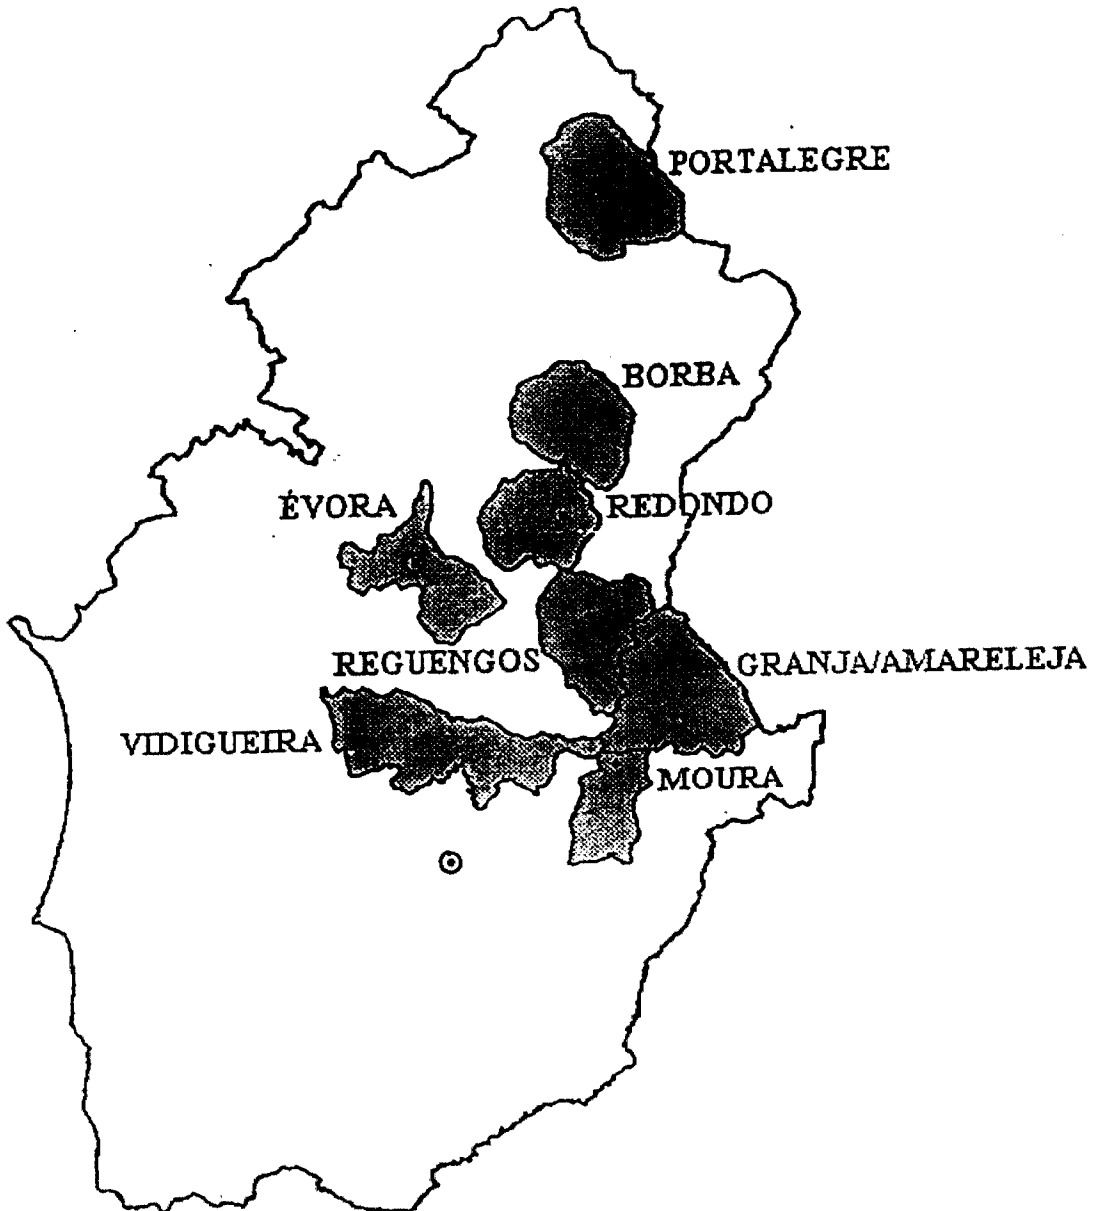 PORTALEGRE
BORBA
ÉVORA
REDONDO
REGUENGOS
GRANJA/AMARELEJA
VIDIGUEIRA
MOURA